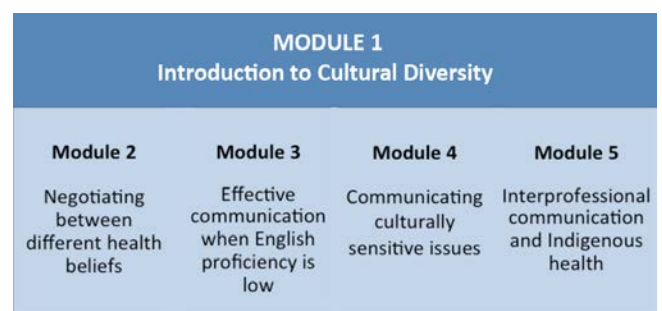 MODULE 1
Introduction to Cultural Diversity
Module 2
Negotiating
between
different health
beliefs
Module 3
Effective
communication
when English
proficiency is
low
Module 4
Communicating
culturally
sensitive issues
Module 5
Interprofessional
communication
and Indigenous
health